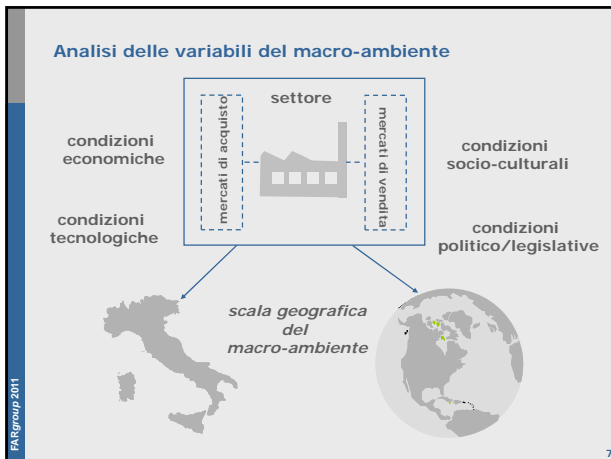 Analisi delle variabili del macro-ambiente
settore
mercati di acquisto
mercati di vendita
condizioni
economiche
condizioni
socio-culturali
condizioni
tecnologiche
condizioni
politico/legislative
scala geografica
del
macro-ambiente
FARgroup 2011
7